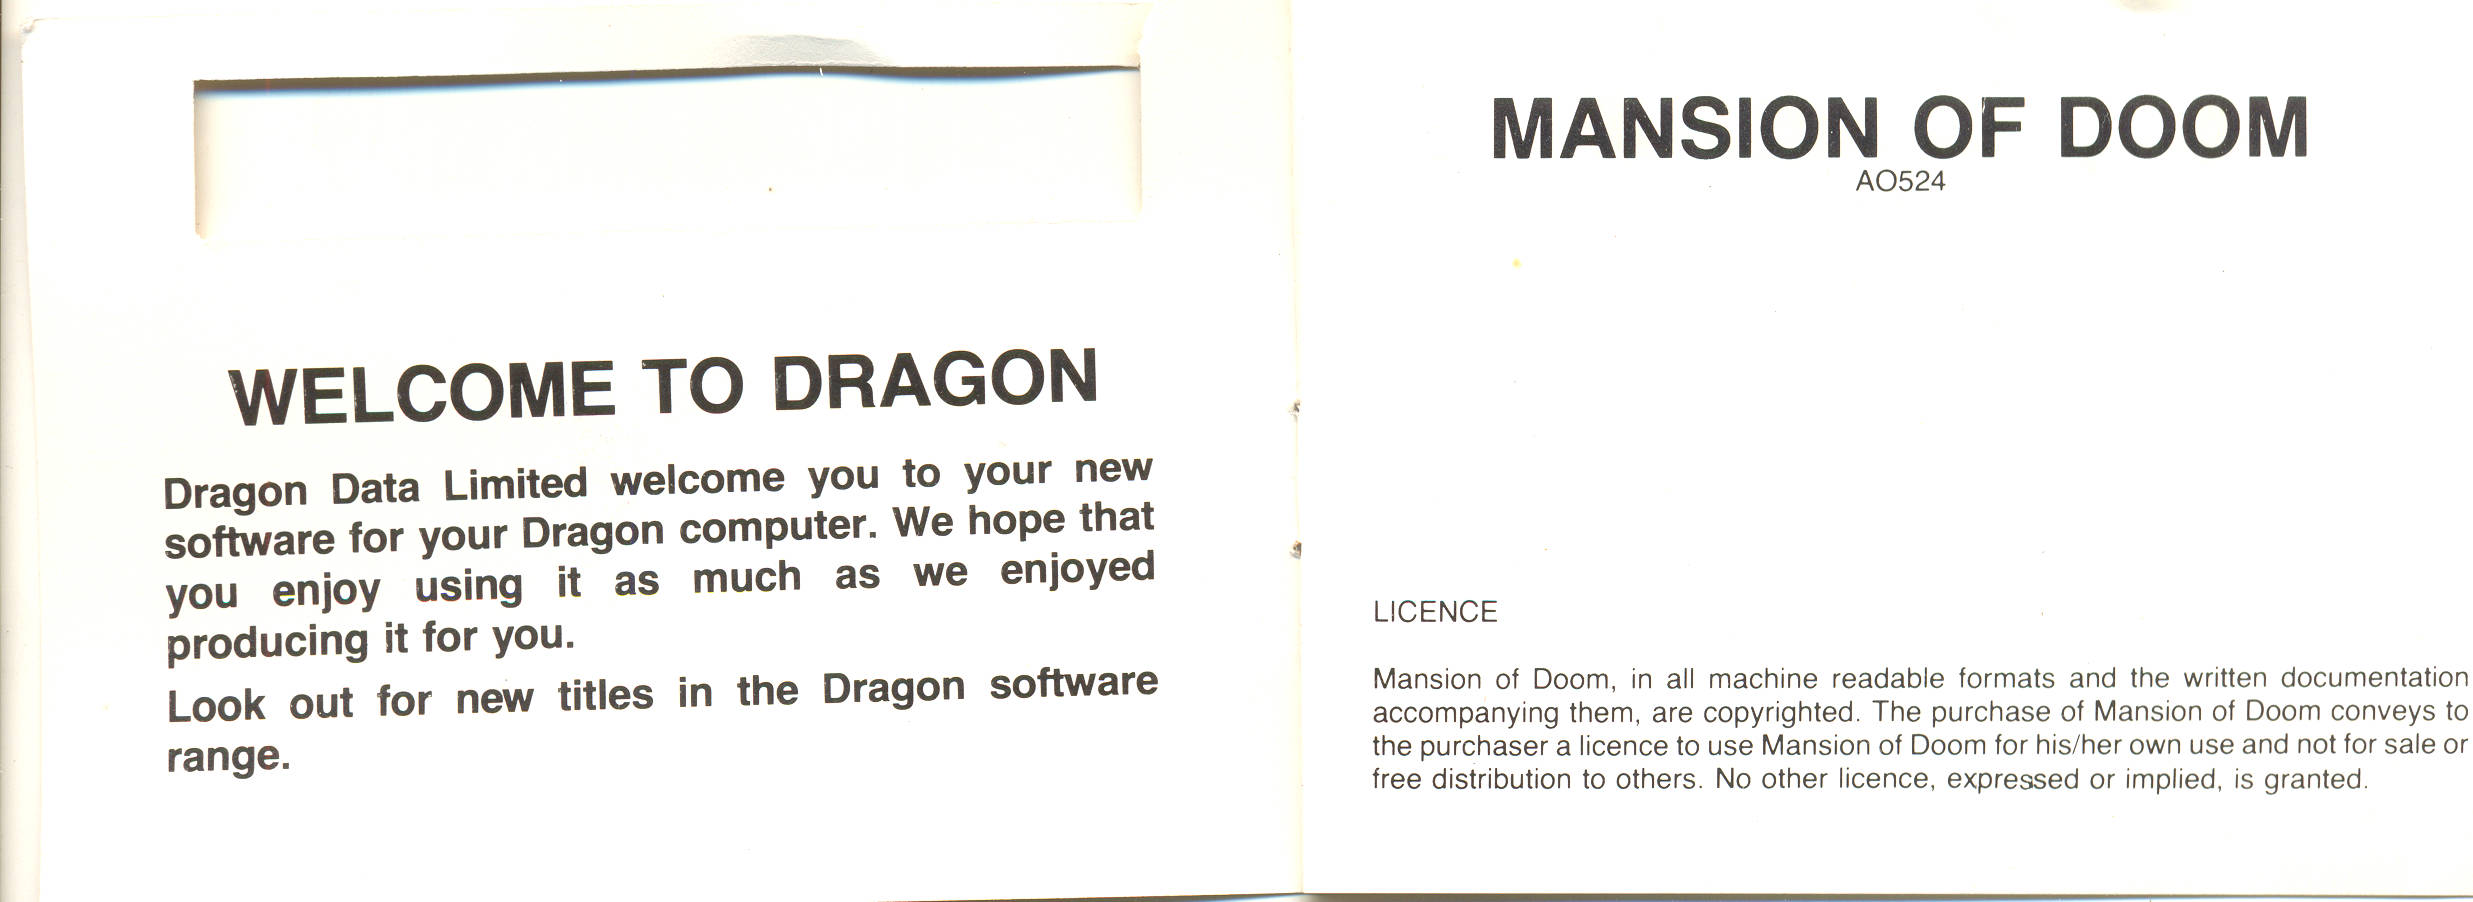 WELCOME TO DRAGON
Dragon Data Limited welcome you to your new
software for your Dragon computer. We hope that
you enjoy using it as much as we enjoyed
producing it for you.
Look out for new titles in the Dragon software
range.
MANSION OF DOOM
AO524
LICENCE
Mansion of Doom, in all machine readable formats and the written documentation
accompanying them, are copyrighted. The purchase of Mansion of Doom conveys to
the purchaser a licence to use Mansion of Doom for his/her own use and not for sale or
free distribution to others. No other licence, expressed or implied, is granted.